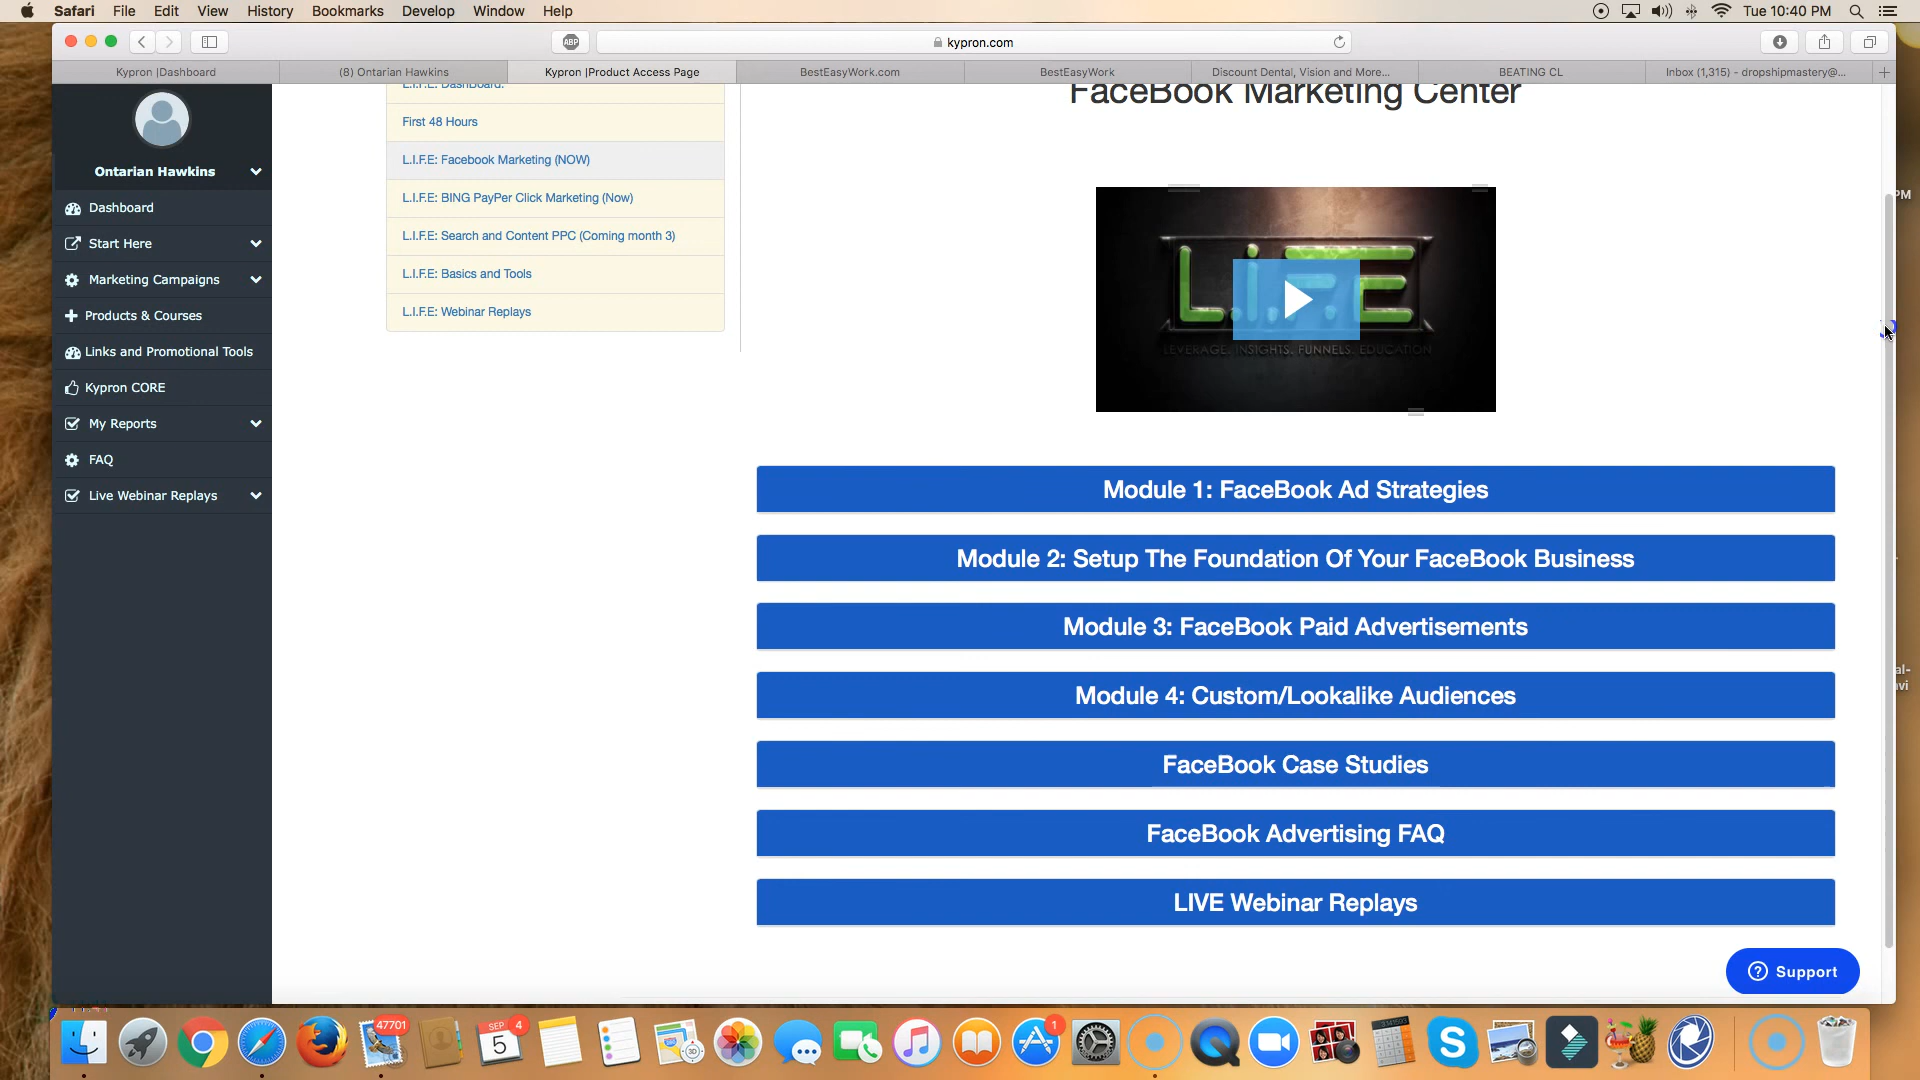 Safari File Edit View History Bookmarks Develop Window Help
Tue 10:40 PM
ABP
kypron.com
Kypron |Dashboard
(8) Ontarian Hawkins
Kypron |Product Access Page
BestEasyWork.com
BestEasyWork
Discount Dental, Vision and More...
BEATING CL
Inbox (1,315) - dropshipmastery@...
Ontarian Hawkins
Dashboard
Start Here
Marketing Campaigns
Products & Courses
Links and Promotional Tools
Kypron CORE
My Reports
FAQ
Live Webinar Replays
L.I.F.E: DashBoard.
First 48 Hours
L.I.F.E: Facebook Marketing (NOW)
L.I.F.E: BING PayPer Click Marketing (Now)
L.I.F.E: Search and Content PPC (Coming month 3)
L.I.F.E: Basics and Tools
L.I.F.E: Webinar Replays
FaceBook Marketing Center
L.i.F.E
LEVERAGE. INSIGHTS. FUNNELS. EDUCATION
Module 1: FaceBook Ad Strategies
Module 2: Setup The Foundation Of Your FaceBook Business
Module 3: FaceBook Paid Advertisements
Module 4: Custom/Lookalike Audiences
FaceBook Case Studies
FaceBook Advertising FAQ
LIVE Webinar Replays
Support
PM
al-
47701
SEP
5
4
3D
1
S